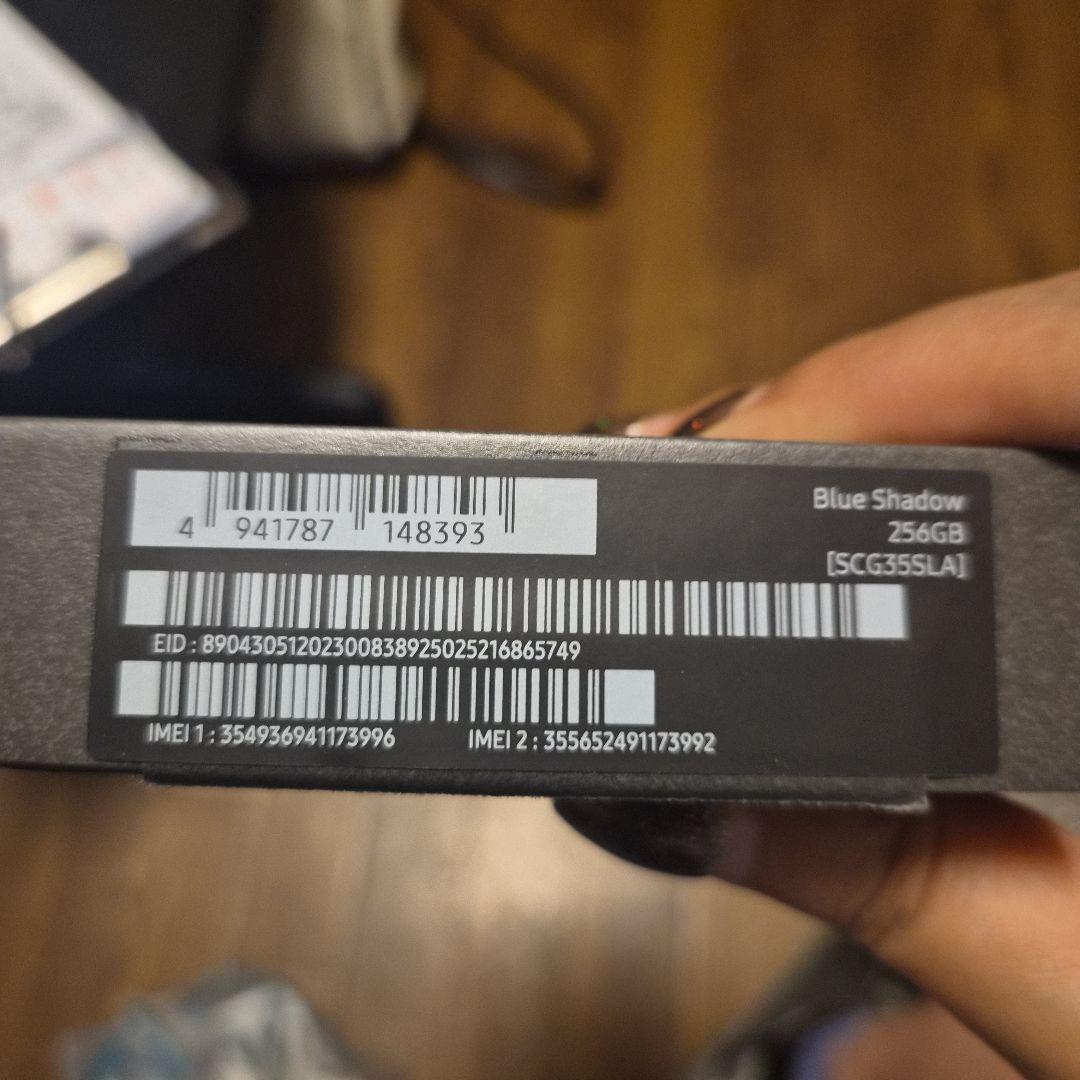 4 941787 148393
Blue Shadow
256GB
[SCG35SLA]
EID : 89043051202300838925025216865749
IMEI 1 : 354936941173996
IMEI 2 : 355652491173992